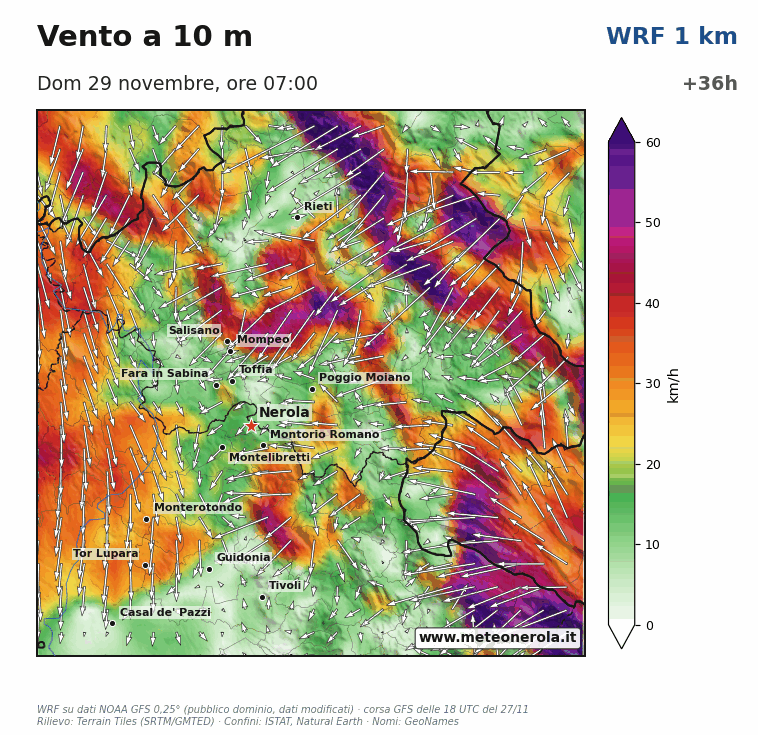 Vento a 10 m
WRF 1 km
Dom 29 novembre, ore 07:00
+36h
Rieti
Salisano
Mompeo
Fara in Sabina
Toffia
Poggio Moiano
Nerola
Montorio Romano
Montelibretti
Monterotondo
Tor Lupara
Guidonia
Tivoli
Casal de' Pazzi
www.meteonerola.it
60
50
40
30
20
10
0
km/h
WRF su dati NOAA GFS 0,25° (pubblico dominio, dati modificati) · corsa GFS delle 18 UTC del 27/11
Rilievo: Terrain Tiles (SRTM/GMTED) · Confini: ISTAT, Natural Earth · Nomi: GeoNames